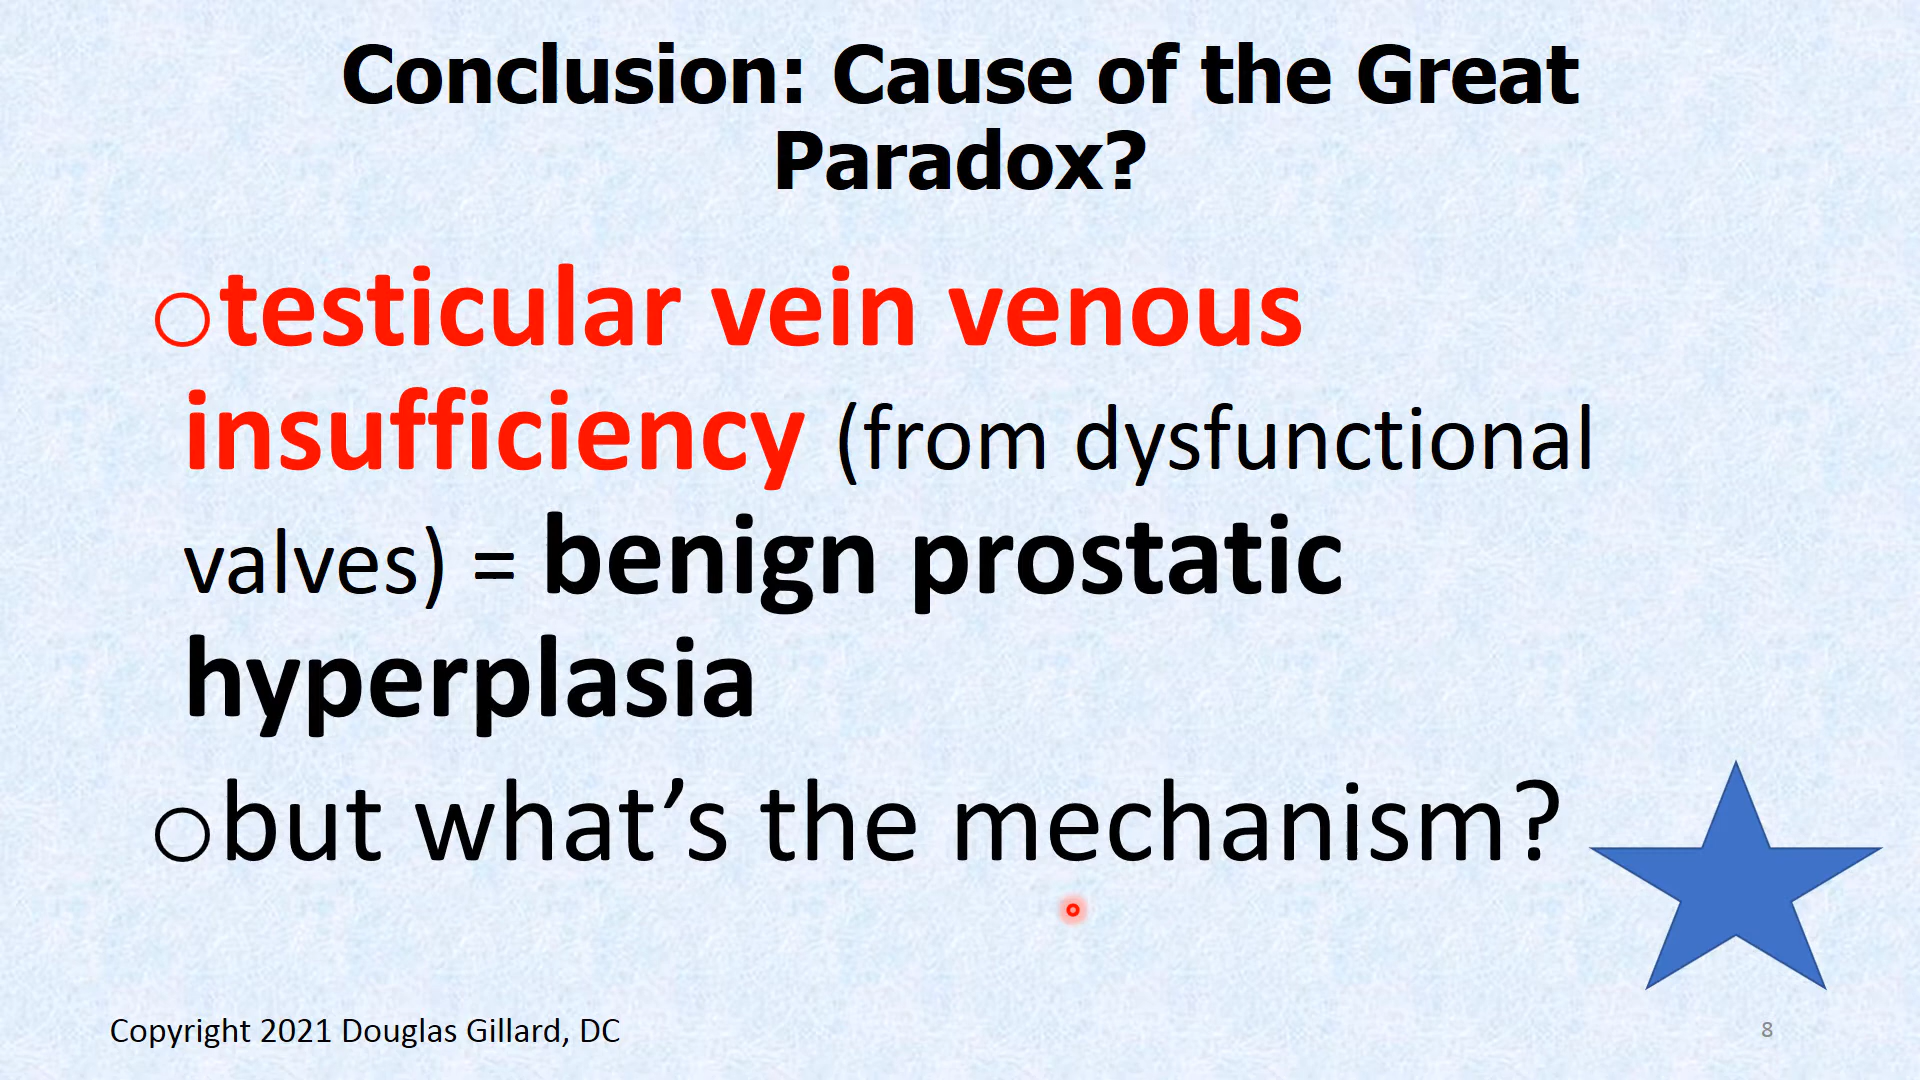 Conclusion: Cause of the Great
Paradox?
○testicular vein venous
insufficiency (from dysfunctional
valves) = benign prostatic
hyperplasia
○but what’s the mechanism?
Copyright 2021 Douglas Gillard, DC
8